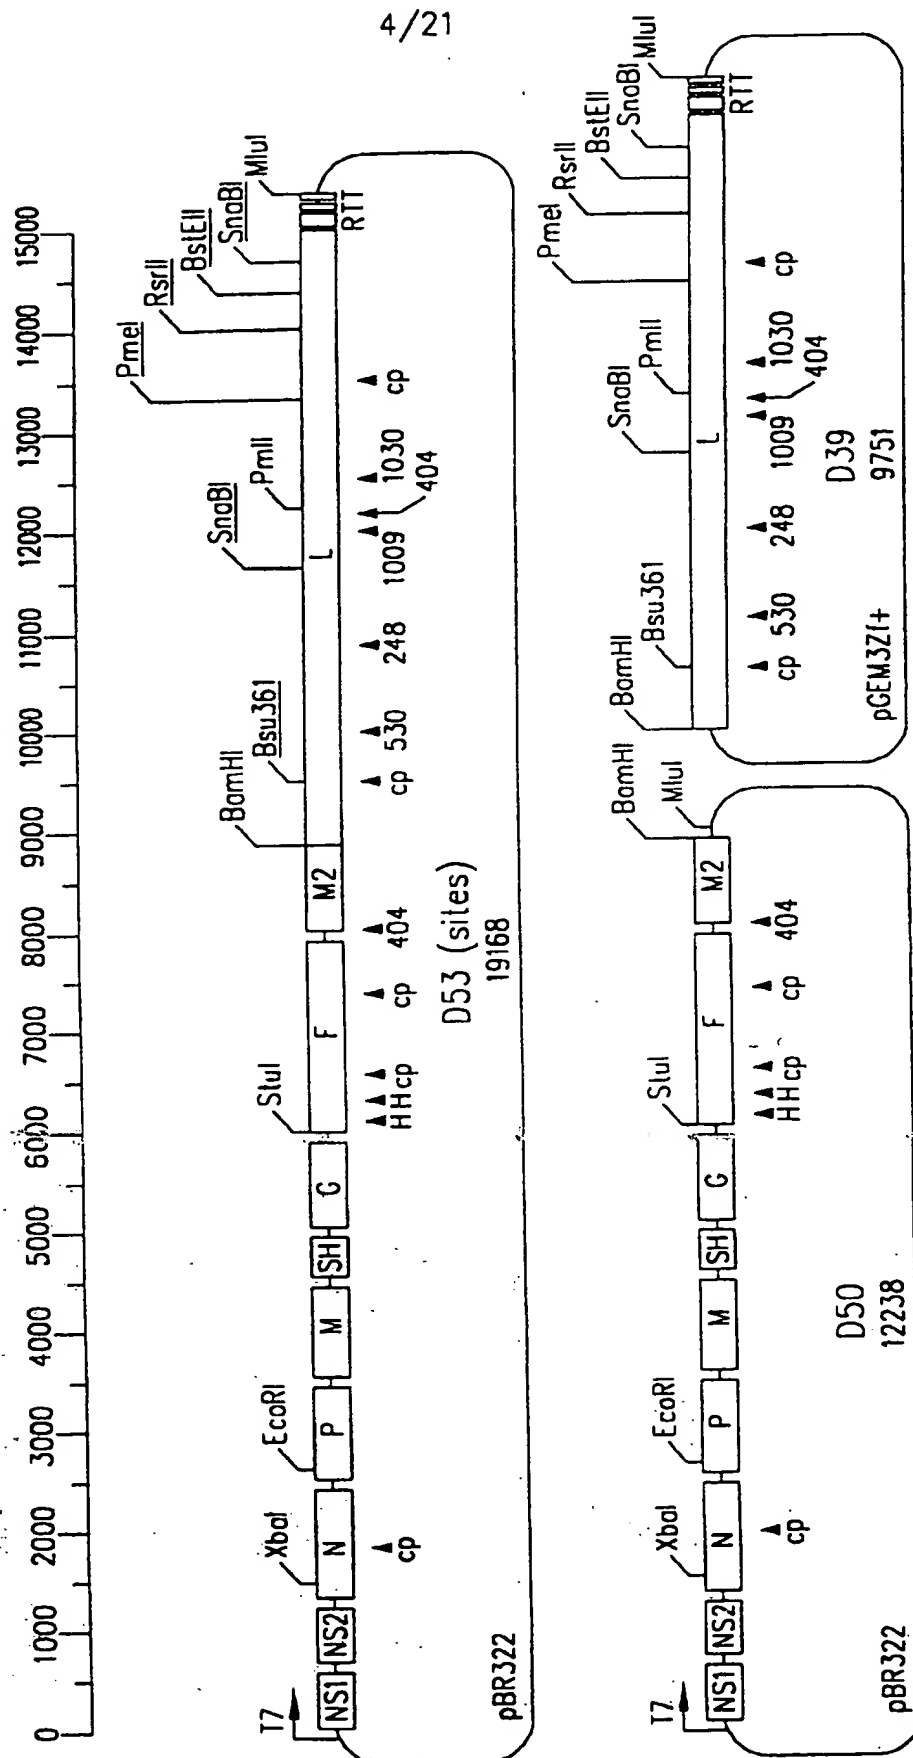 4/21
0 1000 2000 3000 4000 5000 6000 7000 8000 9000 10000 11000 12000 13000 14000 15000
T7 XbaI EcoRI StuI BamHI Bsu36I SnaBI PmlI PmeI RsrII BstEII SnaBI MluI
NS1 NS2 N P M SH G F M2 L RTT
cp H H cp cp 404 cp 530 248 1009 404 1030 cp
D53 (sites)
19168
pBR322
T7 XbaI EcoRI StuI BamHI MluI
NS1 NS2 N P M SH G F M2
cp H H cp cp 404
D50
12238
pBR322
BamHI Bsu36I SnaBI PmlI PmeI RsrII BstEII SnaBI MluI
L RTT
cp 530 248 1009 404 1030 cp
D39
9751
pGEM3Zf+